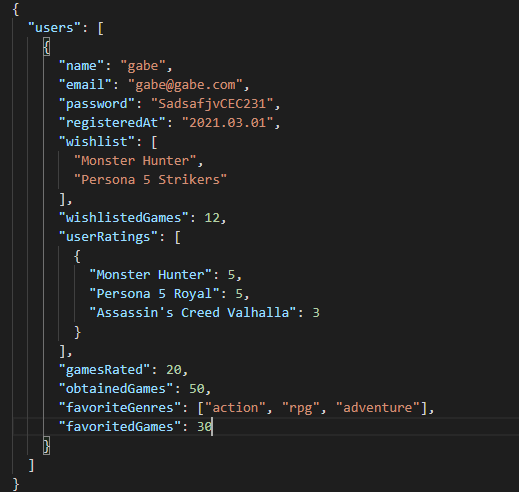 {
"users": [
{
"name": "gabe",
"email": "gabe@gabe.com",
"password": "SadsafjvCEC231",
"registeredAt": "2021.03.01",
"wishlist": [
"Monster Hunter",
"Persona 5 Strikers"
],
"wishlistedGames": 12,
"userRatings": [
{
"Monster Hunter": 5,
"Persona 5 Royal": 5,
"Assassin's Creed Valhalla": 3
}
],
"gamesRated": 20,
"obtainedGames": 50,
"favoriteGenres": ["action", "rpg", "adventure"],
"favoritedGames": 30
}
]
}